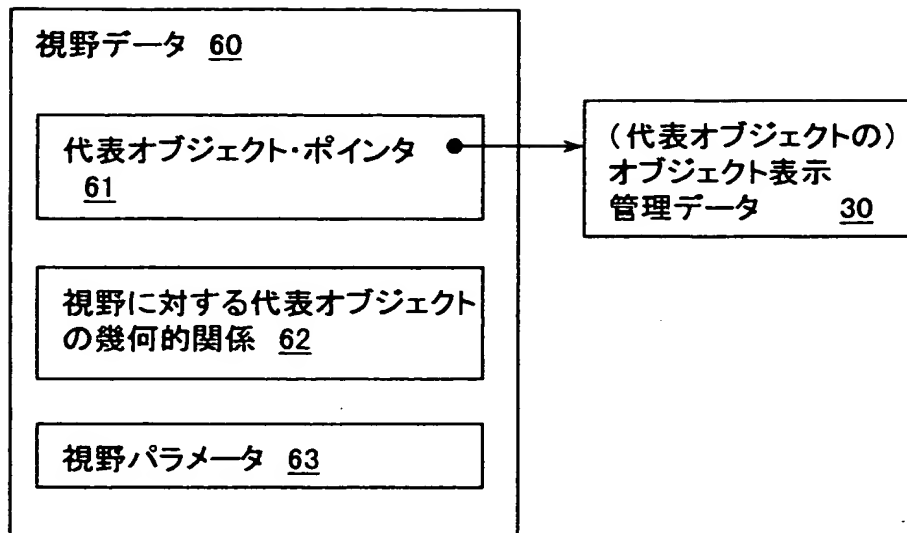 視野データ 60
代表オブジェクト・ポインタ
61
(代表オブジェクトの)
オブジェクト表示
管理データ 30
視野に対する代表オブジェクト
の幾何的関係 62
視野パラメータ 63